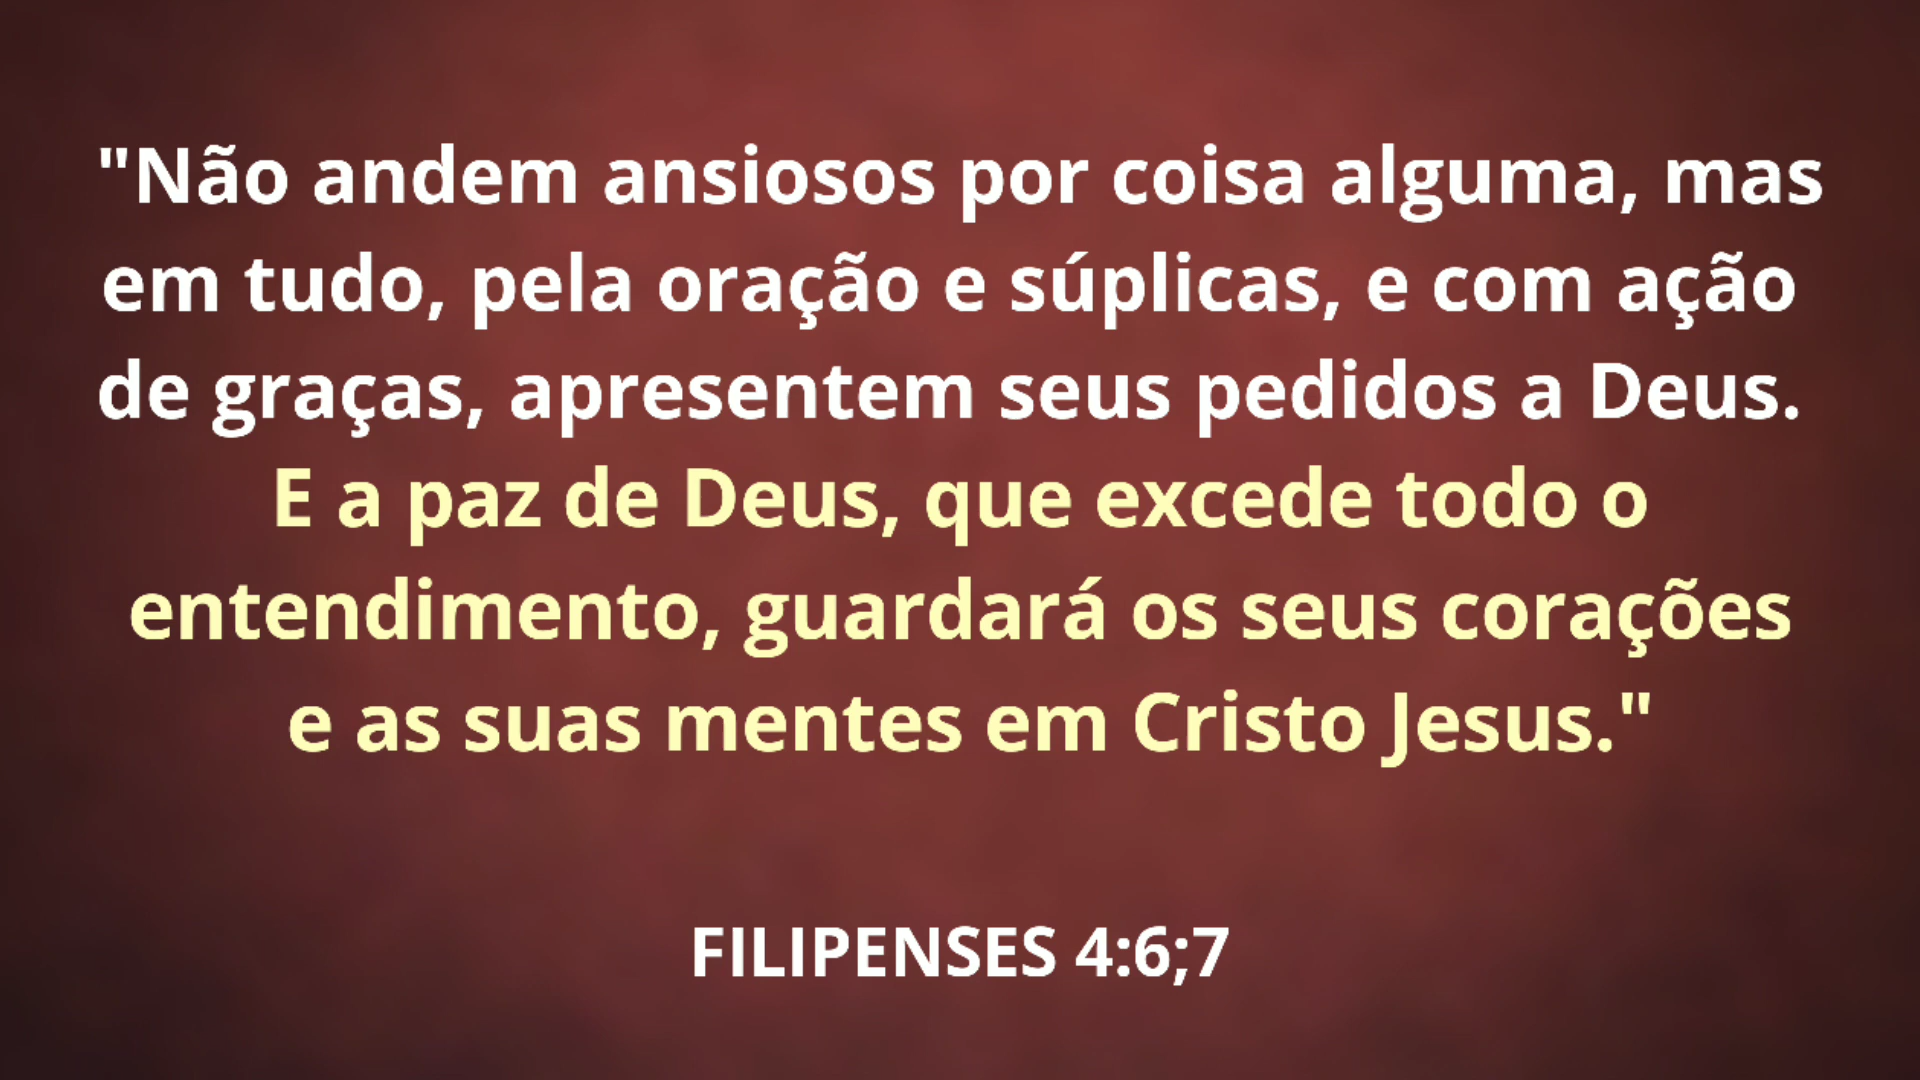 "Não andem ansiosos por coisa alguma, mas
em tudo, pela oração e súplicas, e com ação
de graças, apresentem seus pedidos a Deus.
E a paz de Deus, que excede todo o
entendimento, guardará os seus corações
e as suas mentes em Cristo Jesus."
FILIPENSES 4:6;7